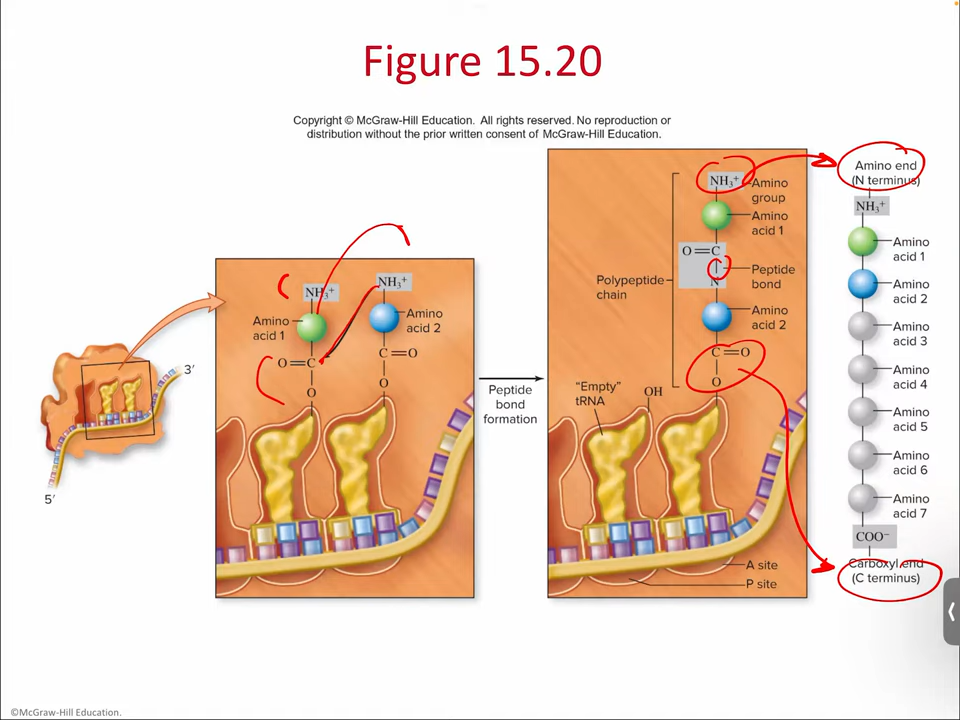 Figure 15.20
Copyright © McGraw-Hill Education. All rights reserved. No reproduction or
distribution without the prior written consent of McGraw-Hill Education.
3′
5′
NH₃⁺
NH₃⁺
Amino
acid 1
Amino
acid 2
O=C
C=O
O
O
Peptide
bond
formation
NH₃⁺
Amino
group
Amino
acid 1
O=C
Peptide
bond
N
Polypeptide
chain
Amino
acid 2
C=O
O
"Empty"
tRNA
OH
A site
P site
Amino end
(N terminus)
NH₃⁺
Amino
acid 1
Amino
acid 2
Amino
acid 3
Amino
acid 4
Amino
acid 5
Amino
acid 6
Amino
acid 7
COO⁻
Carboxyl end
(C terminus)
©McGraw-Hill Education.